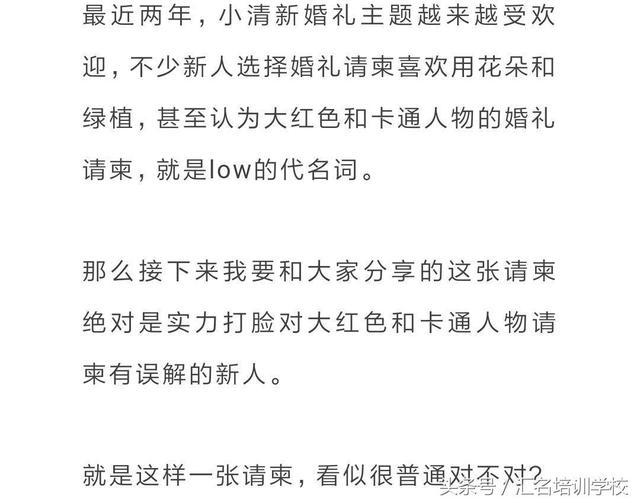 最近两年，小清新婚礼主题越来越受欢
迎，不少新人选择婚礼请柬喜欢用花朵和
绿植，甚至认为大红色和卡通人物的婚礼
请柬，就是low的代名词。
那么接下来我要和大家分享的这张请柬
绝对是实力打脸对大红色和卡通人物请
柬有误解的新人。
就是这样一张请柬，看似很普通对不对？
头条号／汇名培训学校